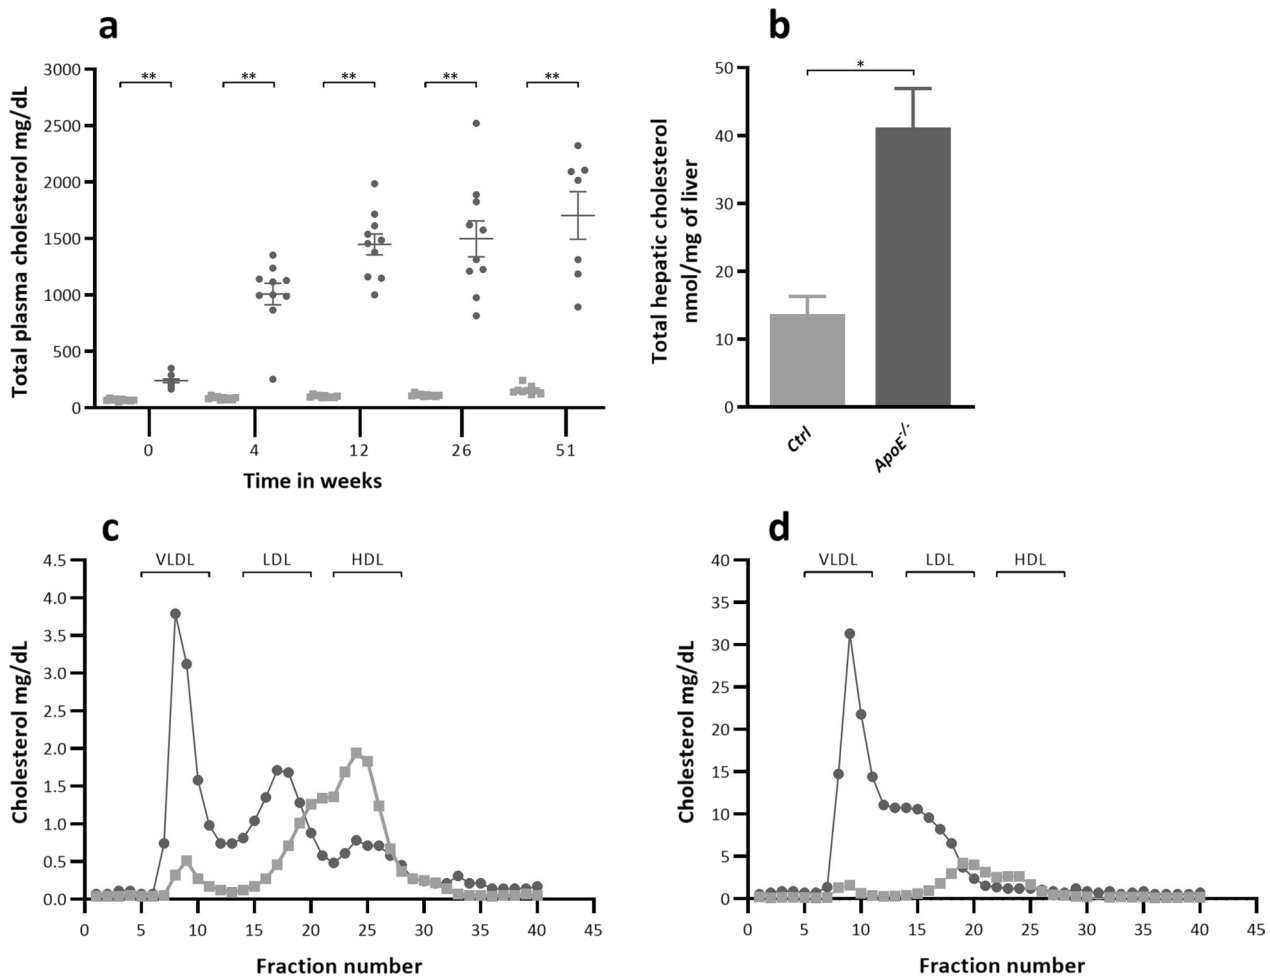 a
Total plasma cholesterol mg/dL
3000
2500
2000
1500
1000
500
0
** ** ** ** **
0 4 12 26 51
Time in weeks
b
Total hepatic cholesterol
nmol/mg of liver
50
40
30
20
10
0
*
Ctrl
ApoE-/-
c
Cholesterol mg/dL
4.5
4.0
3.5
3.0
2.5
2.0
1.5
1.0
0.5
0.0
VLDL LDL HDL
0 5 10 15 20 25 30 35 40 45
Fraction number
d
Cholesterol mg/dL
40
35
30
25
20
15
10
5
0
VLDL LDL HDL
0 5 10 15 20 25 30 35 40 45
Fraction number